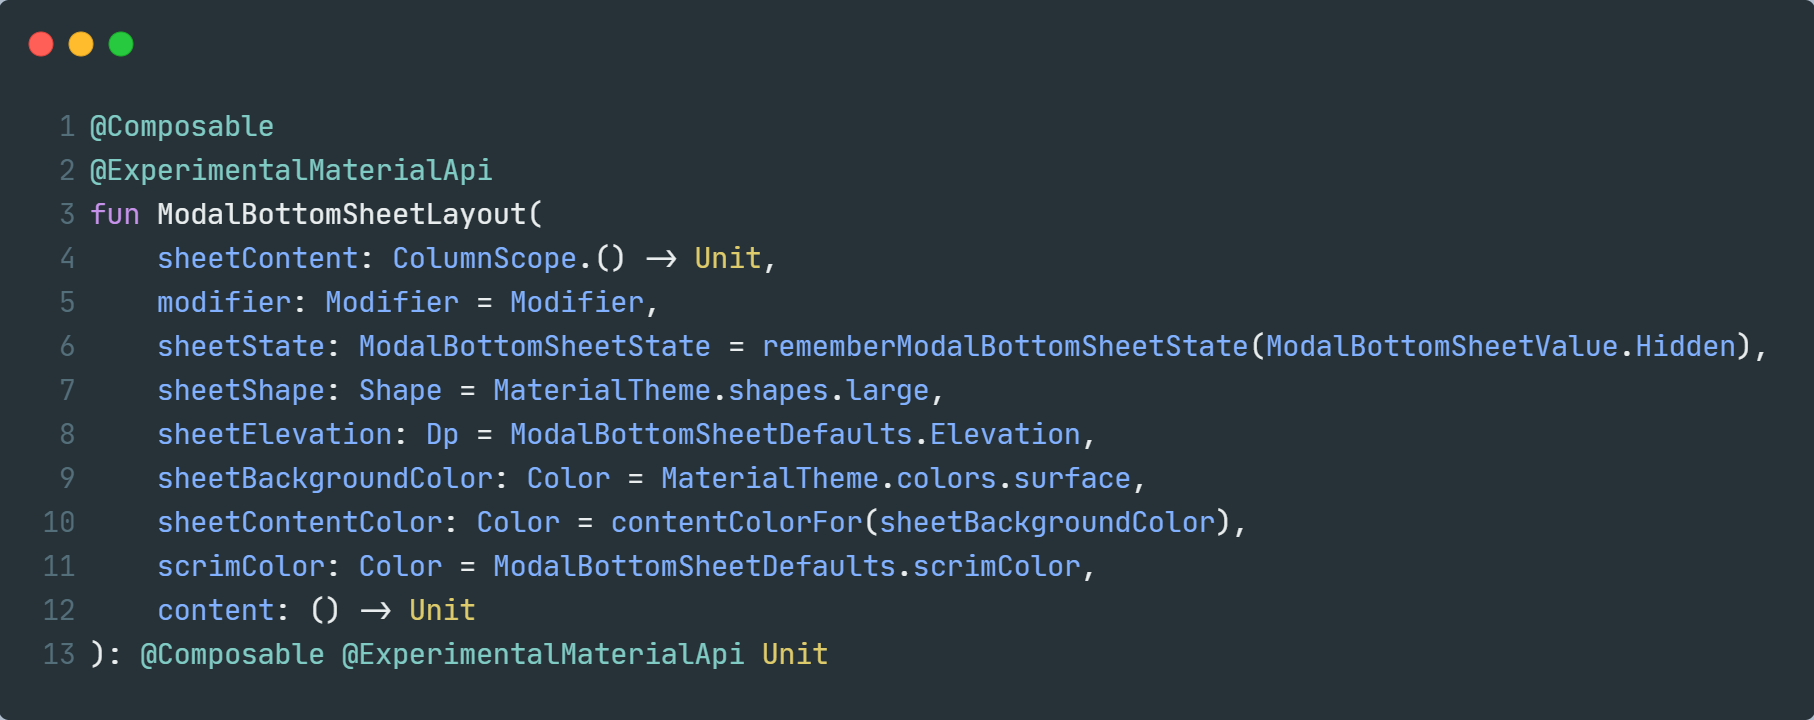 1 @Composable
2 @ExperimentalMaterialApi
3 fun ModalBottomSheetLayout(
4     sheetContent: ColumnScope.() -> Unit,
5     modifier: Modifier = Modifier,
6     sheetState: ModalBottomSheetState = rememberModalBottomSheetState(ModalBottomSheetValue.Hidden),
7     sheetShape: Shape = MaterialTheme.shapes.large,
8     sheetElevation: Dp = ModalBottomSheetDefaults.Elevation,
9     sheetBackgroundColor: Color = MaterialTheme.colors.surface,
10     sheetContentColor: Color = contentColorFor(sheetBackgroundColor),
11     scrimColor: Color = ModalBottomSheetDefaults.scrimColor,
12     content: () -> Unit
13 ): @Composable @ExperimentalMaterialApi Unit